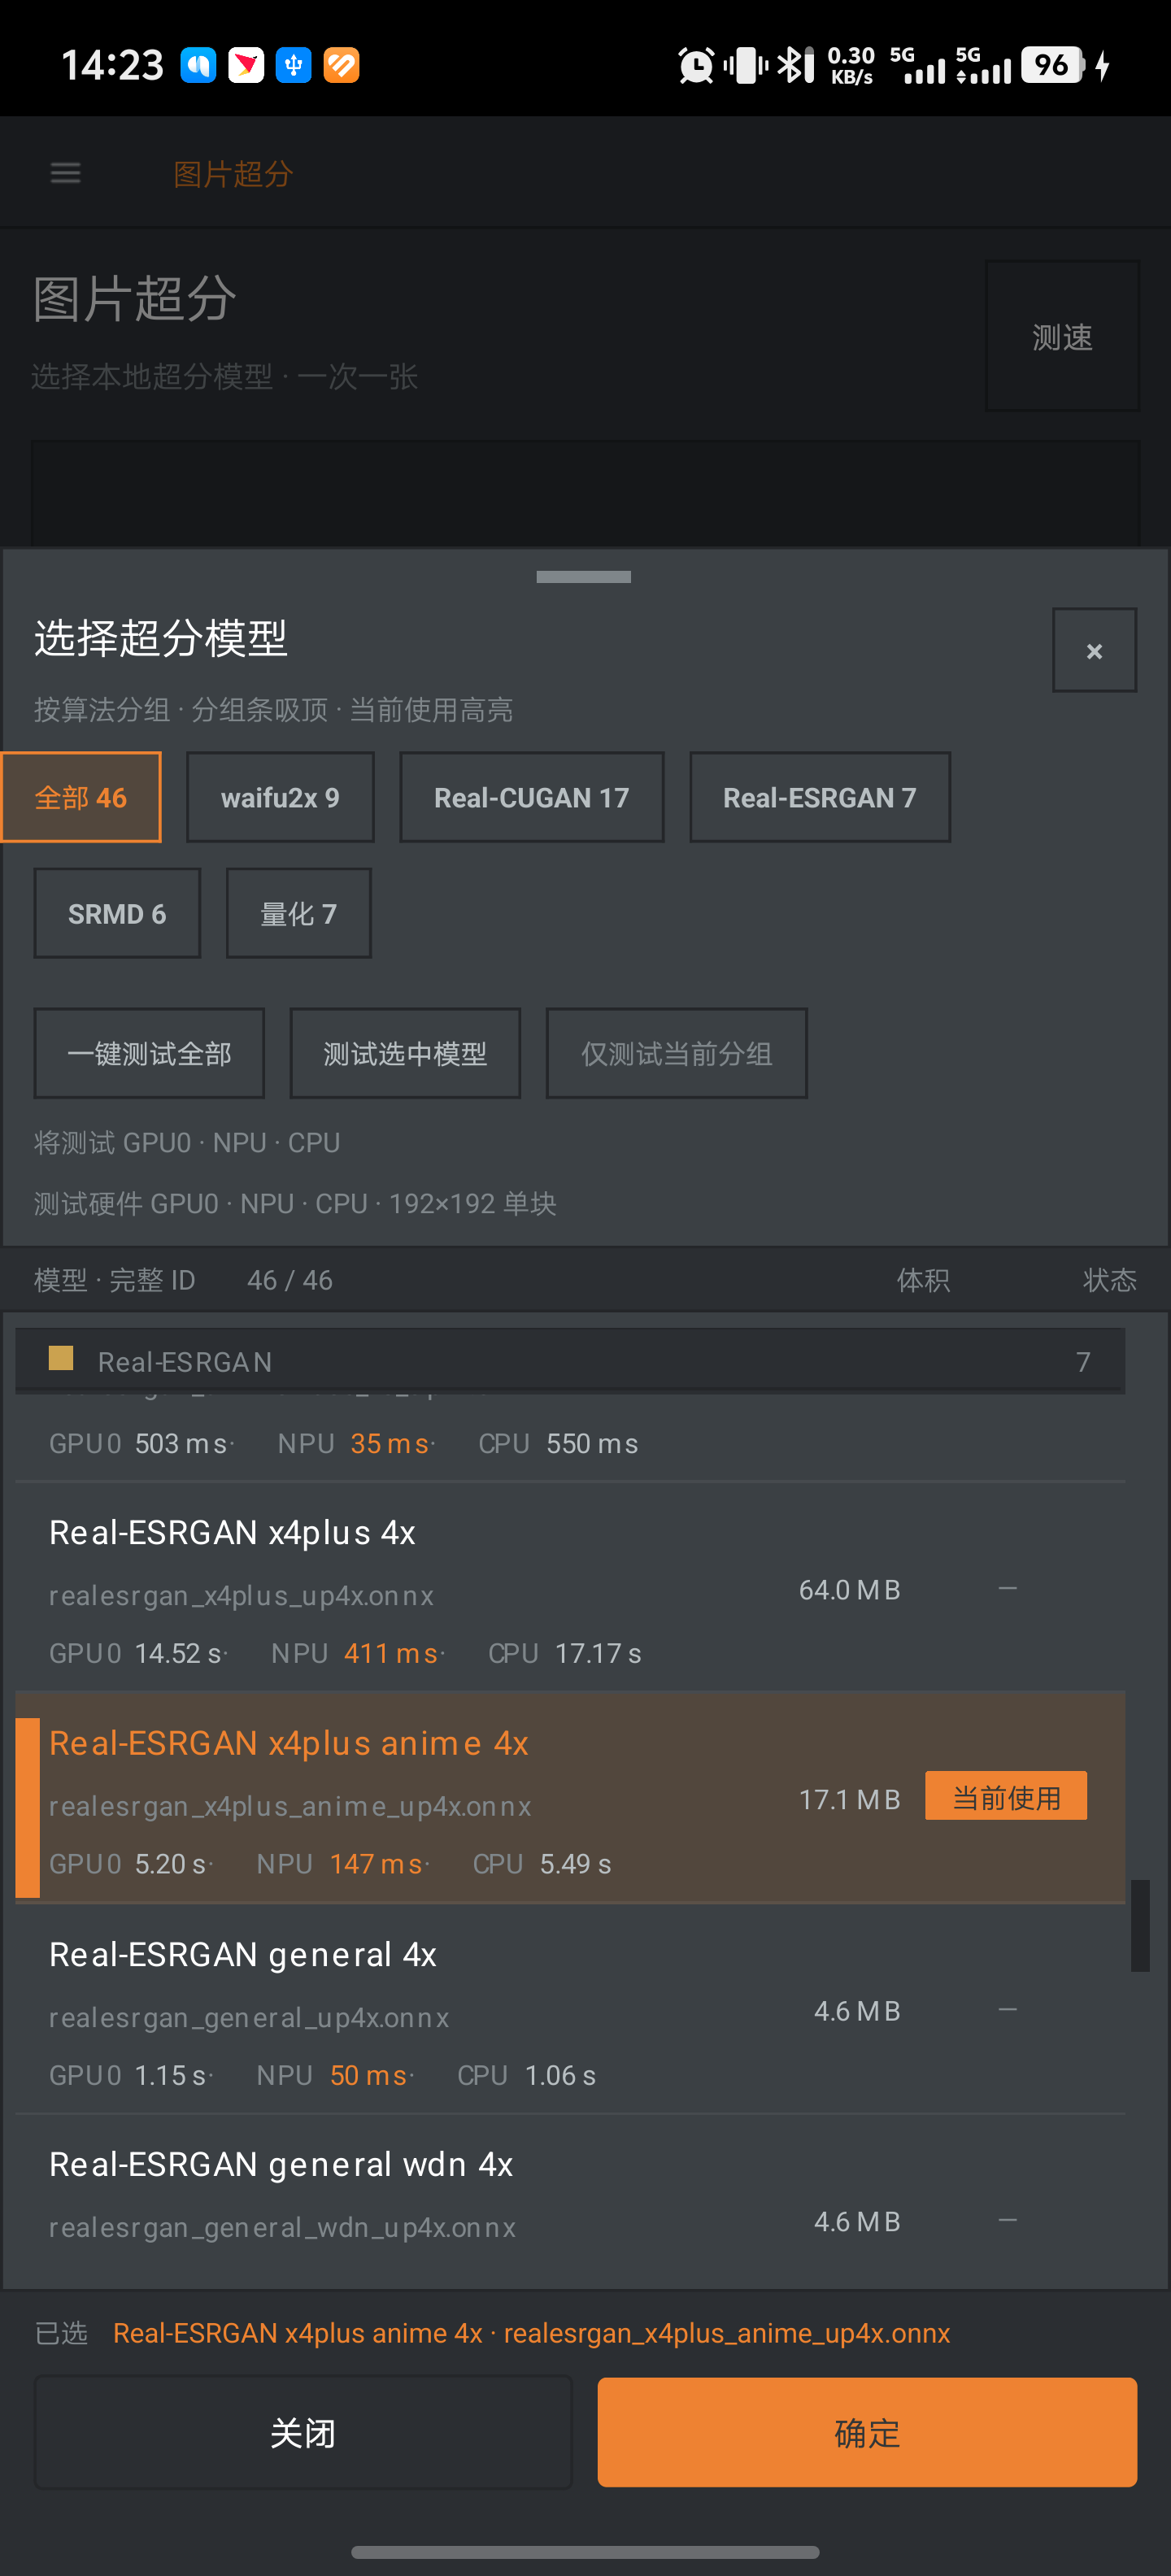 14:23 0.30 KB/s 5G 5G 96
图片超分
图片超分
测速
选择本地超分模型 · 一次一张
选择超分模型
×
按算法分组 · 分组条吸顶 · 当前使用高亮
全部 46 waifu2x 9 Real-CUGAN 17 Real-ESRGAN 7
SRMD 6 量化 7
一键测试全部 测试选中模型 仅测试当前分组
将测试 GPU0 · NPU · CPU
测试硬件 GPU0 · NPU · CPU · 192×192 单块
模型 · 完整 ID 46 / 46 体积 状态
Real-ESRGAN 7
GPU0 503 ms· NPU 35 ms· CPU 550 ms
Real-ESRGAN x4plus 4x
realesrgan_x4plus_up4x.onnx 64.0 MB —
GPU0 14.52 s· NPU 411 ms· CPU 17.17 s
Real-ESRGAN x4plus anime 4x
realesrgan_x4plus_anime_up4x.onnx 17.1 MB 当前使用
GPU0 5.20 s· NPU 147 ms· CPU 5.49 s
Real-ESRGAN general 4x
realesrgan_general_up4x.onnx 4.6 MB —
GPU0 1.15 s· NPU 50 ms· CPU 1.06 s
Real-ESRGAN general wdn 4x
realesrgan_general_wdn_up4x.onnx 4.6 MB —
已选 Real-ESRGAN x4plus anime 4x · realesrgan_x4plus_anime_up4x.onnx
关闭 确定